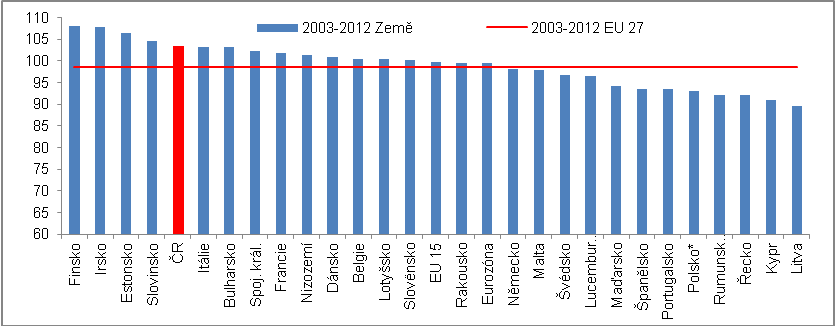 110
105
100
95
90
85
80
75
70
65
60
2003-2012 Země
2003-2012 EU 27
Finsko
Irsko
Estonsko
Slovinsko
ČR
Itálie
Bulharsko
Spoj. král.
Francie
Nizozemí
Dánsko
Belgie
Lotyšsko
Slovensko
EU 15
Rakousko
Eurozóna
Německo
Malta
Švédsko
Lucembur...
Maďarsko
Španělsko
Portugalsko
Polsko*
Rumunsk...
Řecko
Kypr
Litva